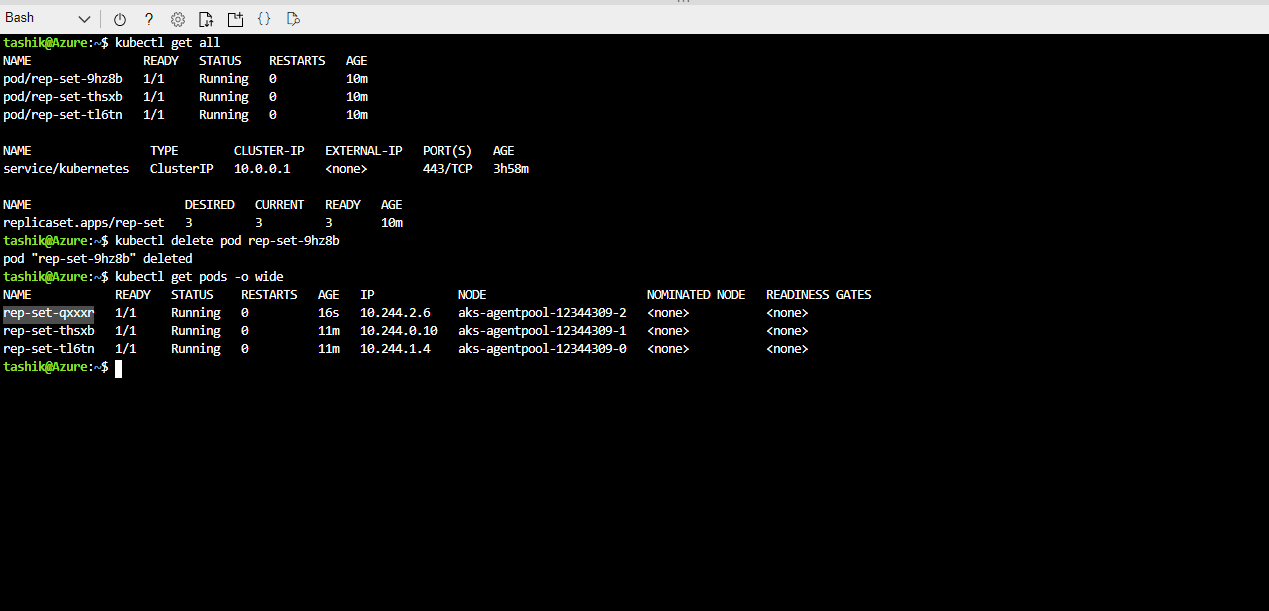 Bash
tashik@Azure:~$ kubectl get all
NAME READY STATUS RESTARTS AGE
pod/rep-set-9hz8b 1/1 Running 0 10m
pod/rep-set-thsxb 1/1 Running 0 10m
pod/rep-set-tl6tn 1/1 Running 0 10m
NAME TYPE CLUSTER-IP EXTERNAL-IP PORT(S) AGE
service/kubernetes ClusterIP 10.0.0.1 <none> 443/TCP 3h58m
NAME DESIRED CURRENT READY AGE
replicaset.apps/rep-set 3 3 3 10m
tashik@Azure:~$ kubectl delete pod rep-set-9hz8b
pod "rep-set-9hz8b" deleted
tashik@Azure:~$ kubectl get pods -o wide
NAME READY STATUS RESTARTS AGE IP NODE NOMINATED NODE READINESS GATES
rep-set-qxxxr 1/1 Running 0 16s 10.244.2.6 aks-agentpool-12344309-2 <none> <none>
rep-set-thsxb 1/1 Running 0 11m 10.244.0.10 aks-agentpool-12344309-1 <none> <none>
rep-set-tl6tn 1/1 Running 0 11m 10.244.1.4 aks-agentpool-12344309-0 <none> <none>
tashik@Azure:~$